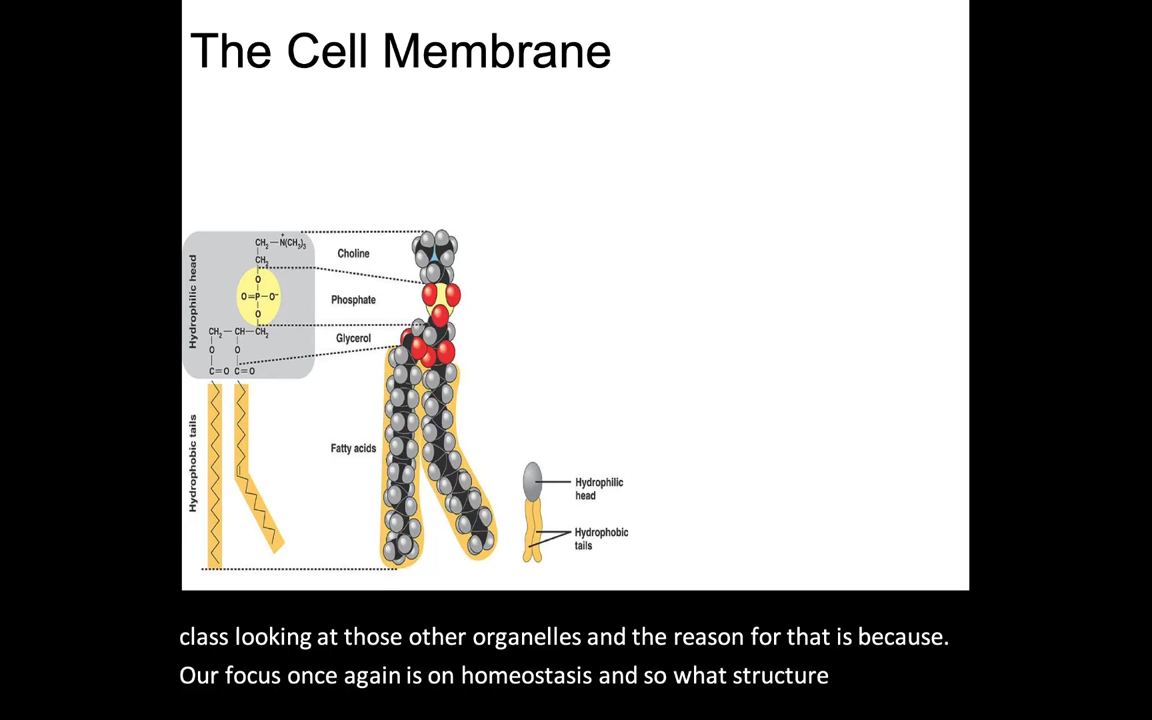 The Cell Membrane
Hydrophilic head
CH2—N+(CH3)3
CH2
O
O=P—O-
O
CH2—CH—CH2
O O
C=O C=O
Choline
Phosphate
Glycerol
Hydrophobic tails
Fatty acids
Hydrophilic
head
Hydrophobic
tails
class looking at those other organelles and the reason for that is because.
Our focus once again is on homeostasis and so what structure